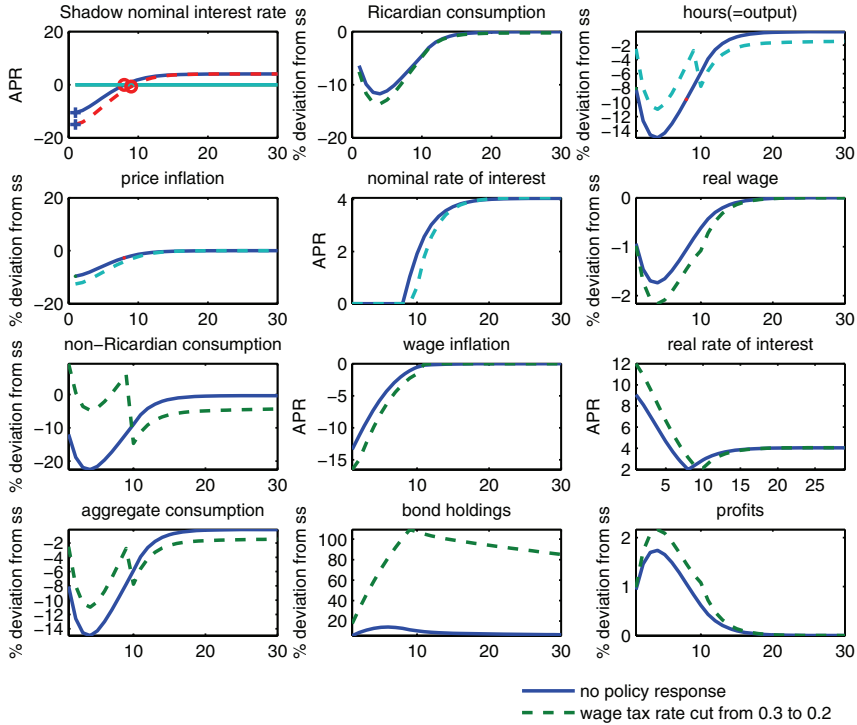 Shadow nominal interest rate
Ricardian consumption
hours(=output)
APR
20
0
−20
0 10 20 30
% deviation from ss
0
−10
−20
0 10 20 30
% deviation from ss
−2
−4
−6
−8
−10
−12
−14
10 20 30
price inflation
nominal rate of interest
real wage
% deviation from ss
20
0
−20
0 10 20 30
APR
4
2
0
10 20 30
% deviation from ss
0
−1
−2
10 20 30
non−Ricardian consumption
wage inflation
real rate of interest
% deviation from ss
0
−10
−20
10 20 30
APR
0
−5
−10
−15
10 20 30
APR
12
10
8
6
4
2
5 10 15 20 25
aggregate consumption
bond holdings
profits
% deviation from ss
−2
−4
−6
−8
−10
−12
−14
10 20 30
% deviation from ss
100
80
60
40
20
10 20 30
% deviation from ss
2
1
0
10 20 30
no policy response
wage tax rate cut from 0.3 to 0.2